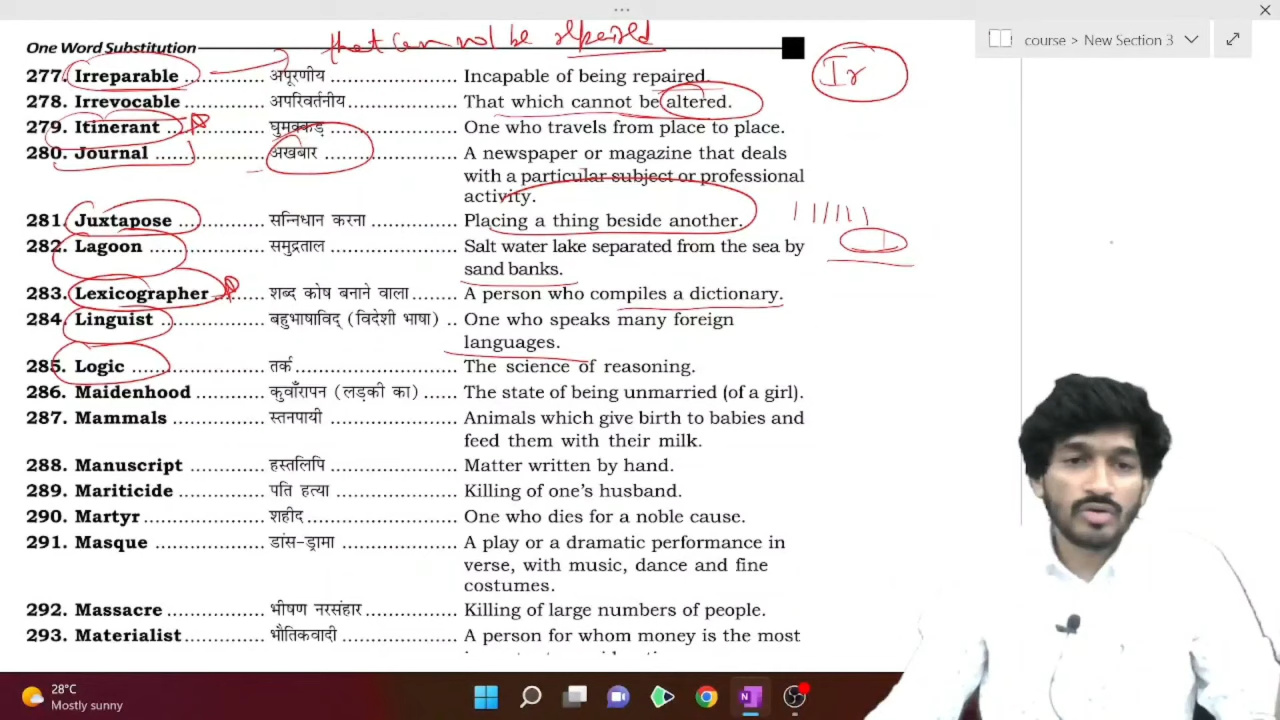 course > New Section 3
that cannot be repaired
One Word Substitution
Ir
277. Irreparable .............. अपूरणीय ........................ Incapable of being repaired.
278. Irrevocable .............. अपरिवर्तनीय .................... That which cannot be altered.
279. Itinerant .............. घुमक्कड़ ........................ One who travels from place to place.
280. Journal .................. अखबार ......................... A newspaper or magazine that deals
with a particular subject or professional
activity.
281. Juxtapose ............... सन्निधान करना ................. Placing a thing beside another.
282. Lagoon ................... समुद्रताल ........................ Salt water lake separated from the sea by
sand banks.
283. Lexicographer ........ शब्द कोष बनाने वाला ........ A person who compiles a dictionary.
284. Linguist ................. बहुभाषाविद् (विदेशी भाषा) .. One who speaks many foreign
languages.
285. Logic ..................... तर्क .............................. The science of reasoning.
286. Maidenhood ............ कुवाँरापन (लड़की का) ...... The state of being unmarried (of a girl).
287. Mammals ................ स्तनपायी ........................ Animals which give birth to babies and
feed them with their milk.
288. Manuscript ............. हस्तलिपि ........................ Matter written by hand.
289. Mariticide ............... पति हत्या ...................... Killing of one's husband.
290. Martyr .................... शहीद ............................ One who dies for a noble cause.
291. Masque ................... डांस-ड्रामा ...................... A play or a dramatic performance in
verse, with music, dance and fine
costumes.
292. Massacre ................. भीषण नरसंहार ................ Killing of large numbers of people.
293. Materialist .............. भौतिकवादी ..................... A person for whom money is the most
28°C
Mostly sunny